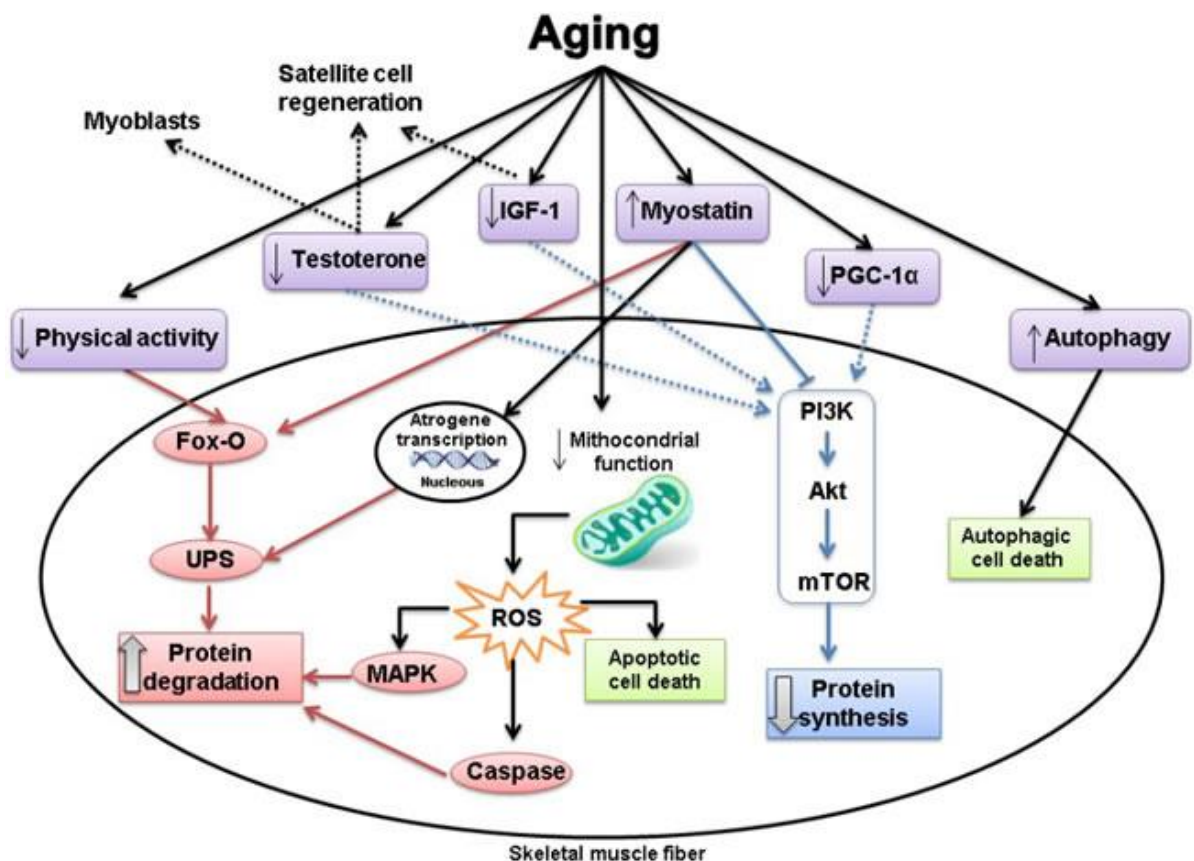 Aging
Satellite cell
regeneration
Myoblasts
↓ IGF-1
↑ Myostatin
↓ Testoterone
↓ PGC-1α
↓ Physical activity
↑ Autophagy
Fox-O
Atrogene
transcription
Nucleous
↓ Mithocondrial
function
PI3K
Akt
mTOR
Autophagic
cell death
UPS
ROS
Protein
degradation
MAPK
Apoptotic
cell death
Protein
synthesis
Caspase
Skeletal muscle fiber